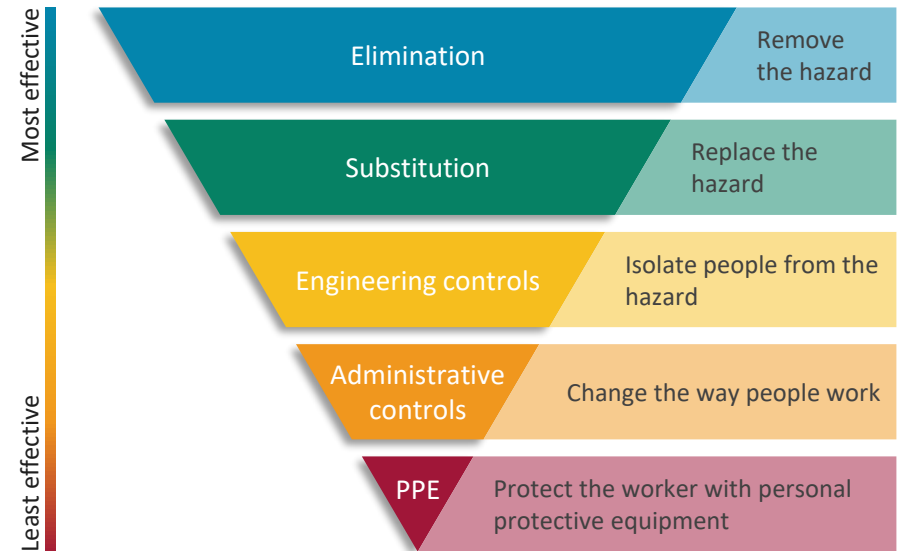 Most effective
Least effective
Elimination
Remove
the hazard
Substitution
Replace the
hazard
Engineering controls
Isolate people from the
hazard
Administrative
controls
Change the way people work
PPE
Protect the worker with personal
protective equipment